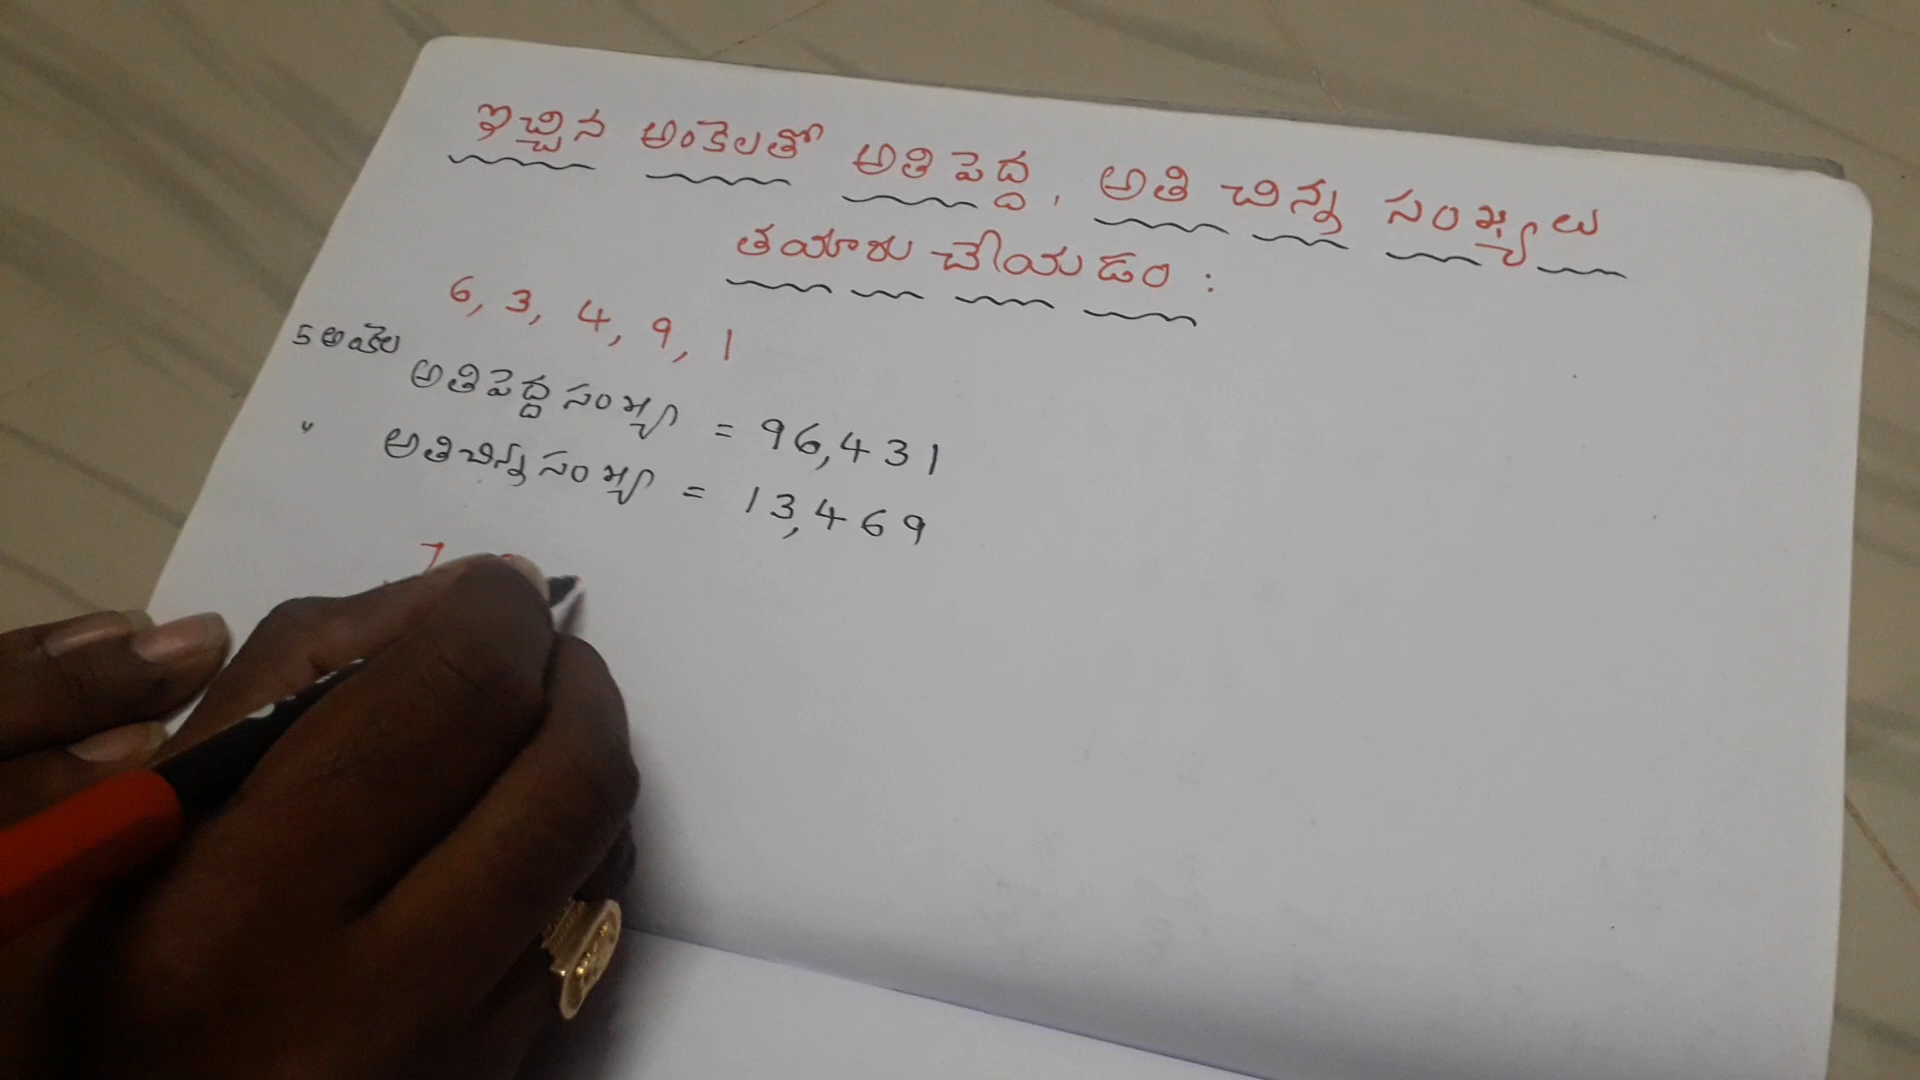 ఇచ్చిన అంకెలతో అతిపెద్ద, అతి చిన్న సంఖ్యలు
తయారు చేయడం :
6, 3, 4, 9, 1
5 అంకెల
అతిపెద్ద సంఖ్య = 96,431
" అతిచిన్న సంఖ్య = 13,469
7